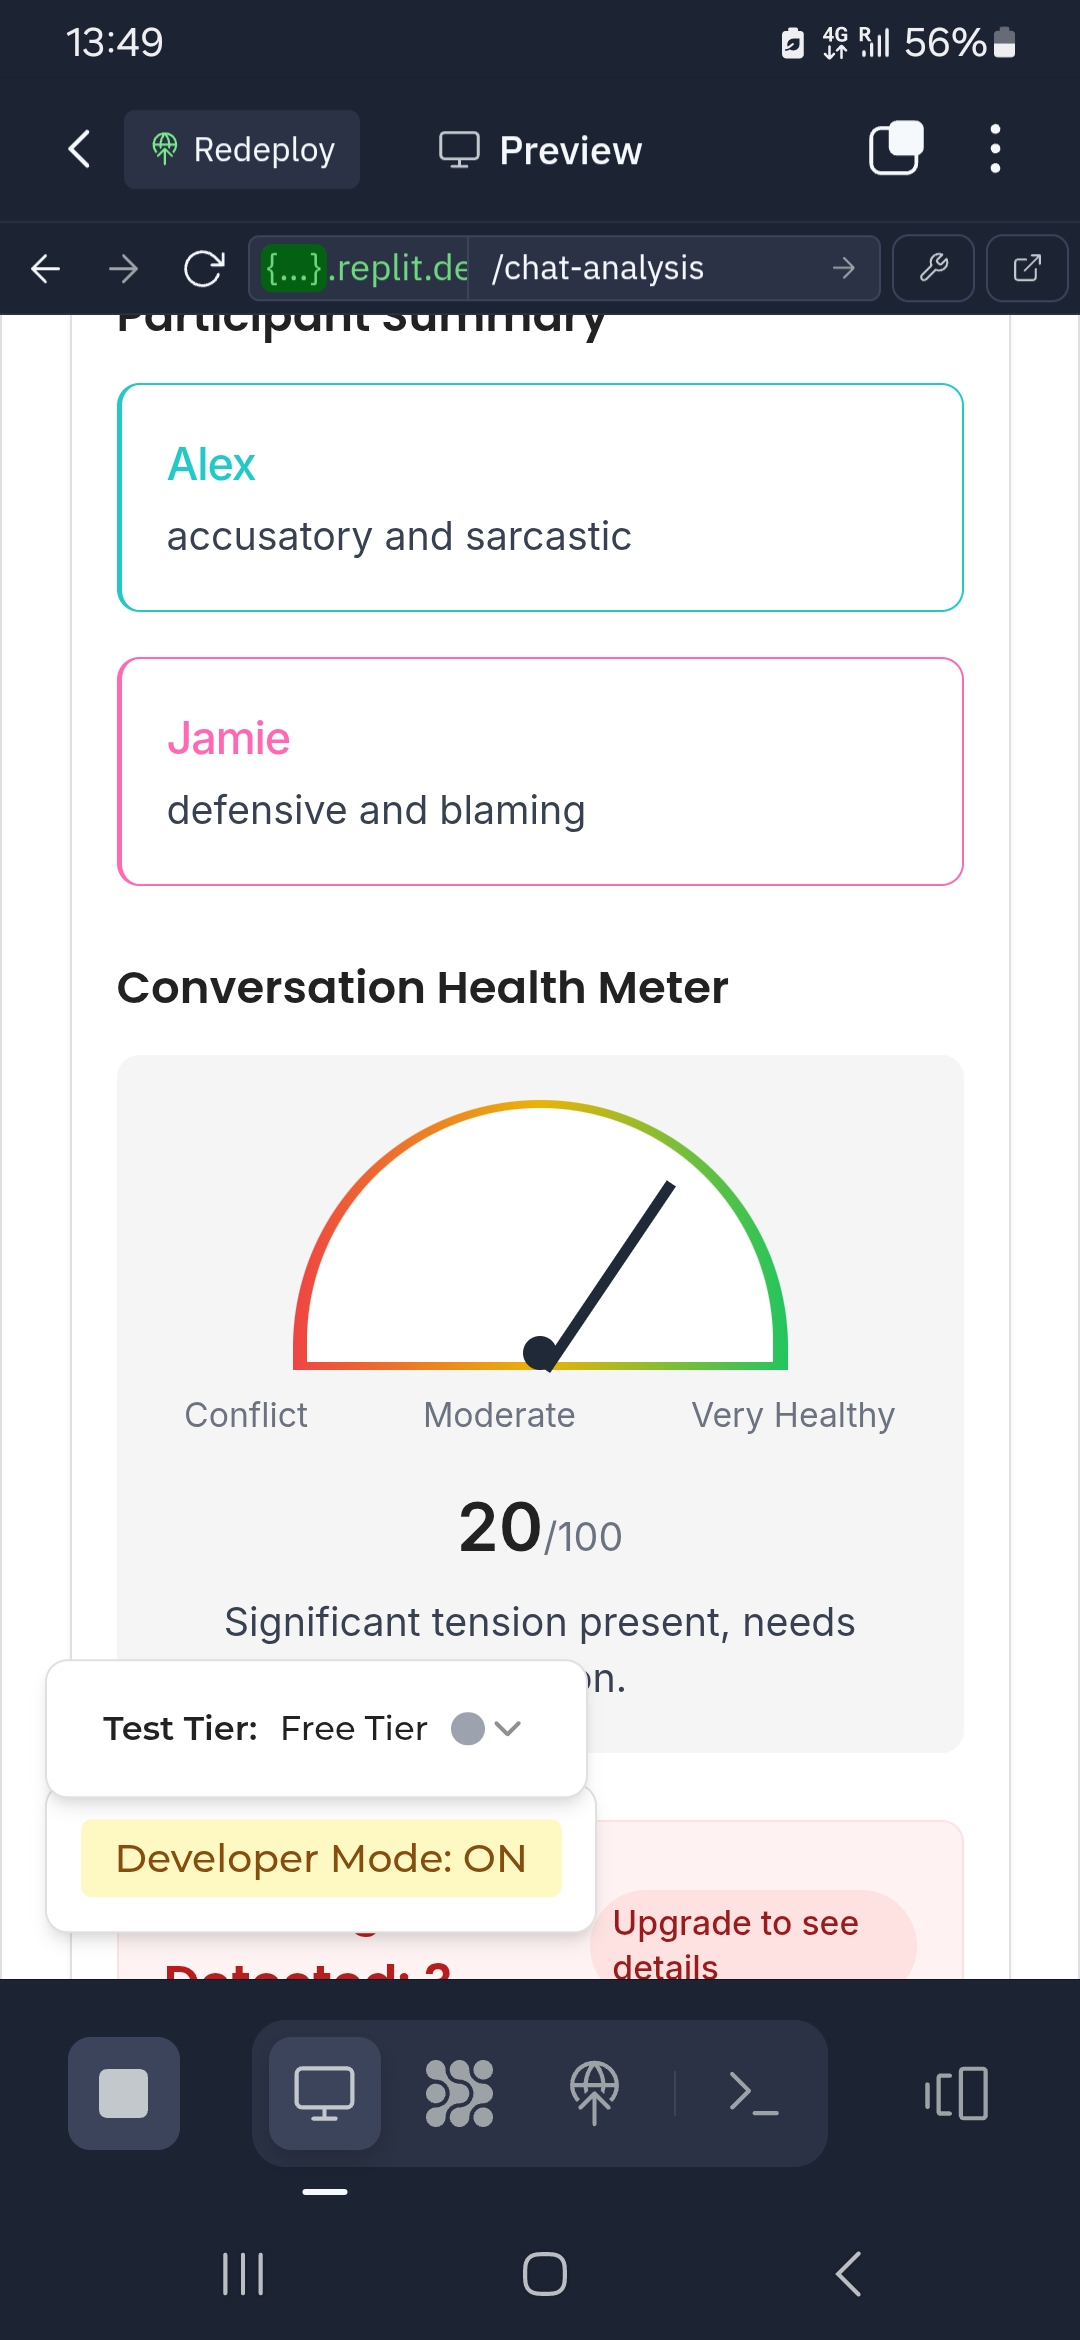 13:49
4G R 56%
Redeploy
Preview
{...}.replit.de /chat-analysis
Participant Summary
Alex
accusatory and sarcastic
Jamie
defensive and blaming
Conversation Health Meter
Conflict Moderate Very Healthy
20/100
Significant tension present, needs
on.
Test Tier: Free Tier
Developer Mode: ON
Upgrade to see
details
Detected: